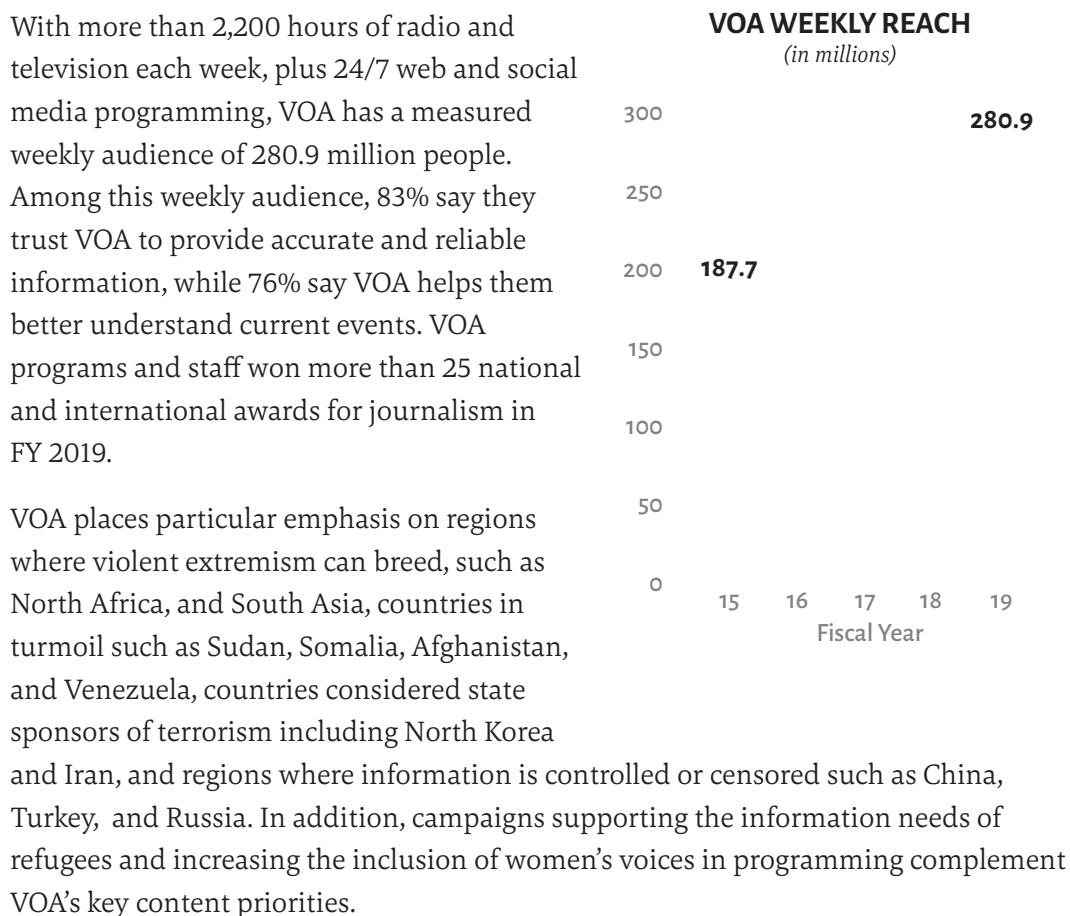 With more than 2,200 hours of radio and
television each week, plus 24/7 web and social
media programming, VOA has a measured
weekly audience of 280.9 million people.
Among this weekly audience, 83% say they
trust VOA to provide accurate and reliable
information, while 76% say VOA helps them
better understand current events. VOA
programs and staff won more than 25 national
and international awards for journalism in
FY 2019.
VOA places particular emphasis on regions
where violent extremism can breed, such as
North Africa, and South Asia, countries in
turmoil such as Sudan, Somalia, Afghanistan,
and Venezuela, countries considered state
sponsors of terrorism including North Korea
and Iran, and regions where information is controlled or censored such as China,
Turkey,  and Russia. In addition, campaigns supporting the information needs of
refugees and increasing the inclusion of women’s voices in programming complement
VOA’s key content priorities.
VOA WEEKLY REACH
(in millions)
300
280.9
250
200
187.7
150
100
50
0
15 16 17 18 19
Fiscal Year